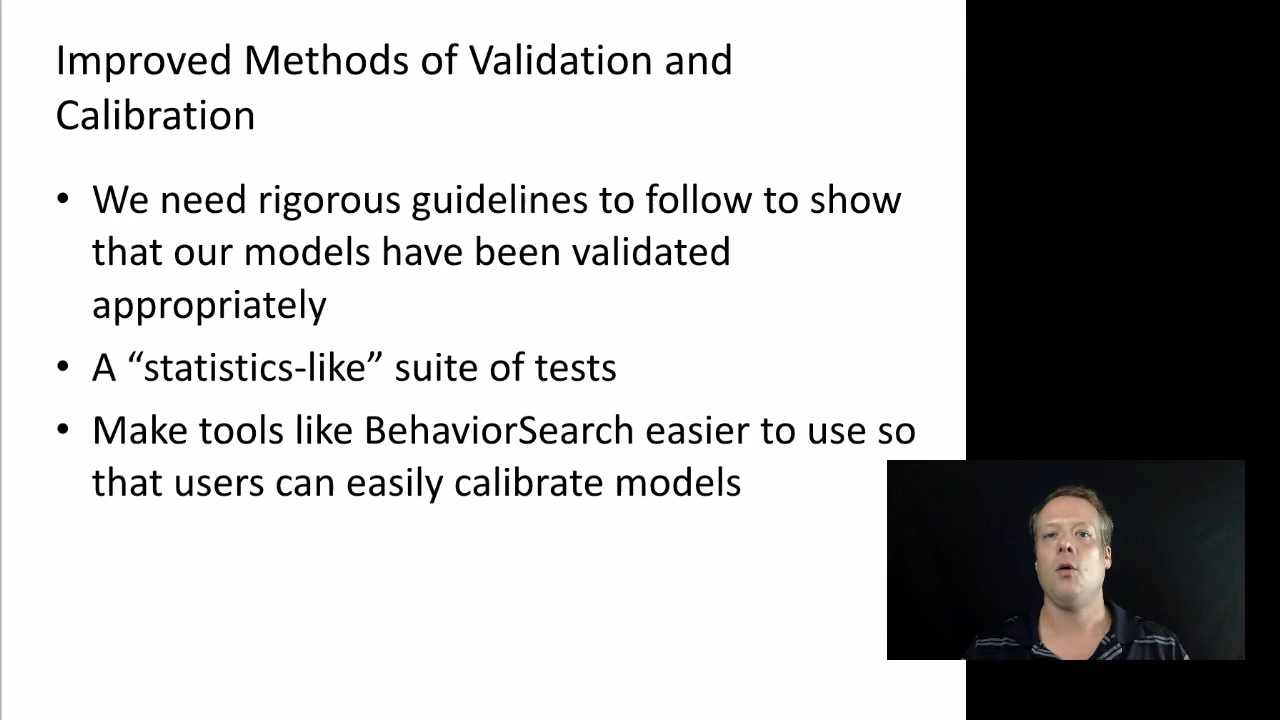 Improved Methods of Validation and
Calibration
• We need rigorous guidelines to follow to show
that our models have been validated
appropriately
• A “statistics-like” suite of tests
• Make tools like BehaviorSearch easier to use so
that users can easily calibrate models